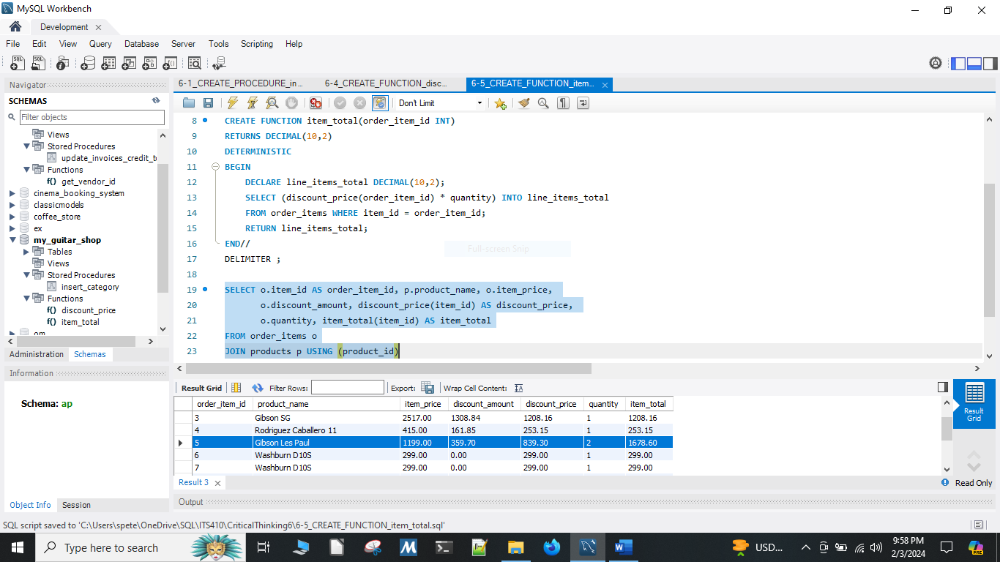 MySQL Workbench
Development
File Edit View Query Database Server Tools Scripting Help
Navigator
SCHEMAS
Filter objects
Views
Stored Procedures
update_invoices_credit_t
Functions
f() get_vendor_id
cinema_booking_system
classicmodels
coffee_store
ex
my_guitar_shop
Tables
Views
Stored Procedures
insert_category
Functions
f() discount_price
f() item_total
om
Administration Schemas
Information
Schema: ap
Object Info Session
6-1_CREATE_PROCEDURE_in... 6-4_CREATE_FUNCTION_disc... 6-5_CREATE_FUNCTION_item...
Don't Limit
8 CREATE FUNCTION item_total(order_item_id INT)
9 RETURNS DECIMAL(10,2)
10 DETERMINISTIC
11 BEGIN
12 DECLARE line_items_total DECIMAL(10,2);
13 SELECT (discount_price(order_item_id) * quantity) INTO line_items_total
14 FROM order_items WHERE item_id = order_item_id;
15 RETURN line_items_total;
16 END//
Full-screen Snip
17 DELIMITER ;
18
19 SELECT o.item_id AS order_item_id, p.product_name, o.item_price,
20 o.discount_amount, discount_price(item_id) AS discount_price,
21 o.quantity, item_total(item_id) AS item_total
22 FROM order_items o
23 JOIN products p USING (product_id)
Result Grid Filter Rows: Export: Wrap Cell Content:
order_item_id product_name item_price discount_amount discount_price quantity item_total
3 Gibson SG 2517.00 1308.84 1208.16 1 1208.16
4 Rodriguez Caballero 11 415.00 161.85 253.15 1 253.15
5 Gibson Les Paul 1199.00 359.70 839.30 2 1678.60
6 Washburn D10S 299.00 0.00 299.00 1 299.00
7 Washburn D10S 299.00 0.00 299.00 1 299.00
Result Grid
Result 3
Read Only
Output
SQL script saved to 'C:\Users\spete\OneDrive\SQL\ITS410\CriticalThinking6\6-5_CREATE_FUNCTION_item_total.sql'
Type here to search
USD...
9:58 PM
2/3/2024